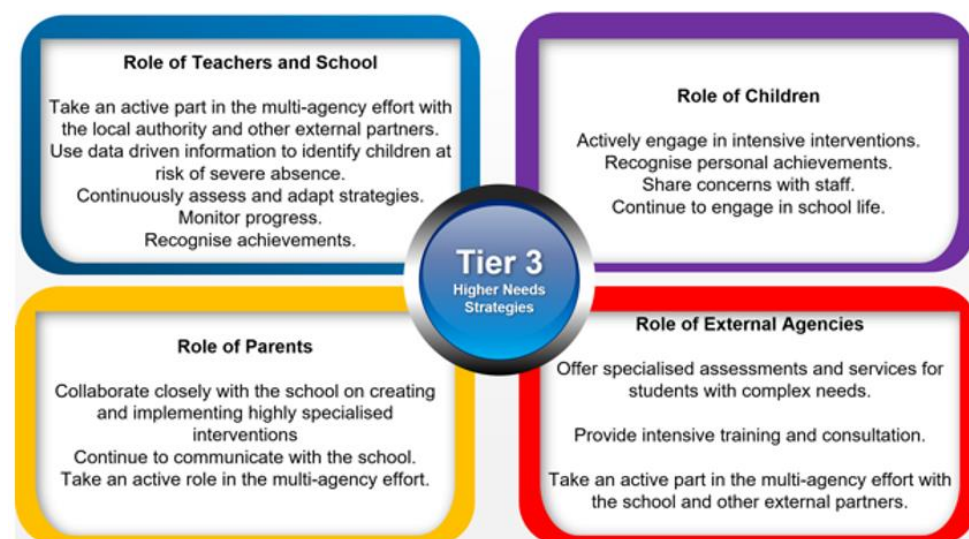 Role of Teachers and School
Take an active part in the multi-agency effort with
the local authority and other external partners.
Use data driven information to identify children at
risk of severe absence.
Continuously assess and adapt strategies.
Monitor progress.
Recognise achievements.
Role of Children
Actively engage in intensive interventions.
Recognise personal achievements.
Share concerns with staff.
Continue to engage in school life.
Tier 3
Higher Needs
Strategies
Role of Parents
Collaborate closely with the school on creating
and implementing highly specialised
interventions
Continue to communicate with the school.
Take an active role in the multi-agency effort.
Role of External Agencies
Offer specialised assessments and services for
students with complex needs.
Provide intensive training and consultation.
Take an active part in the multi-agency effort with
the school and other external partners.